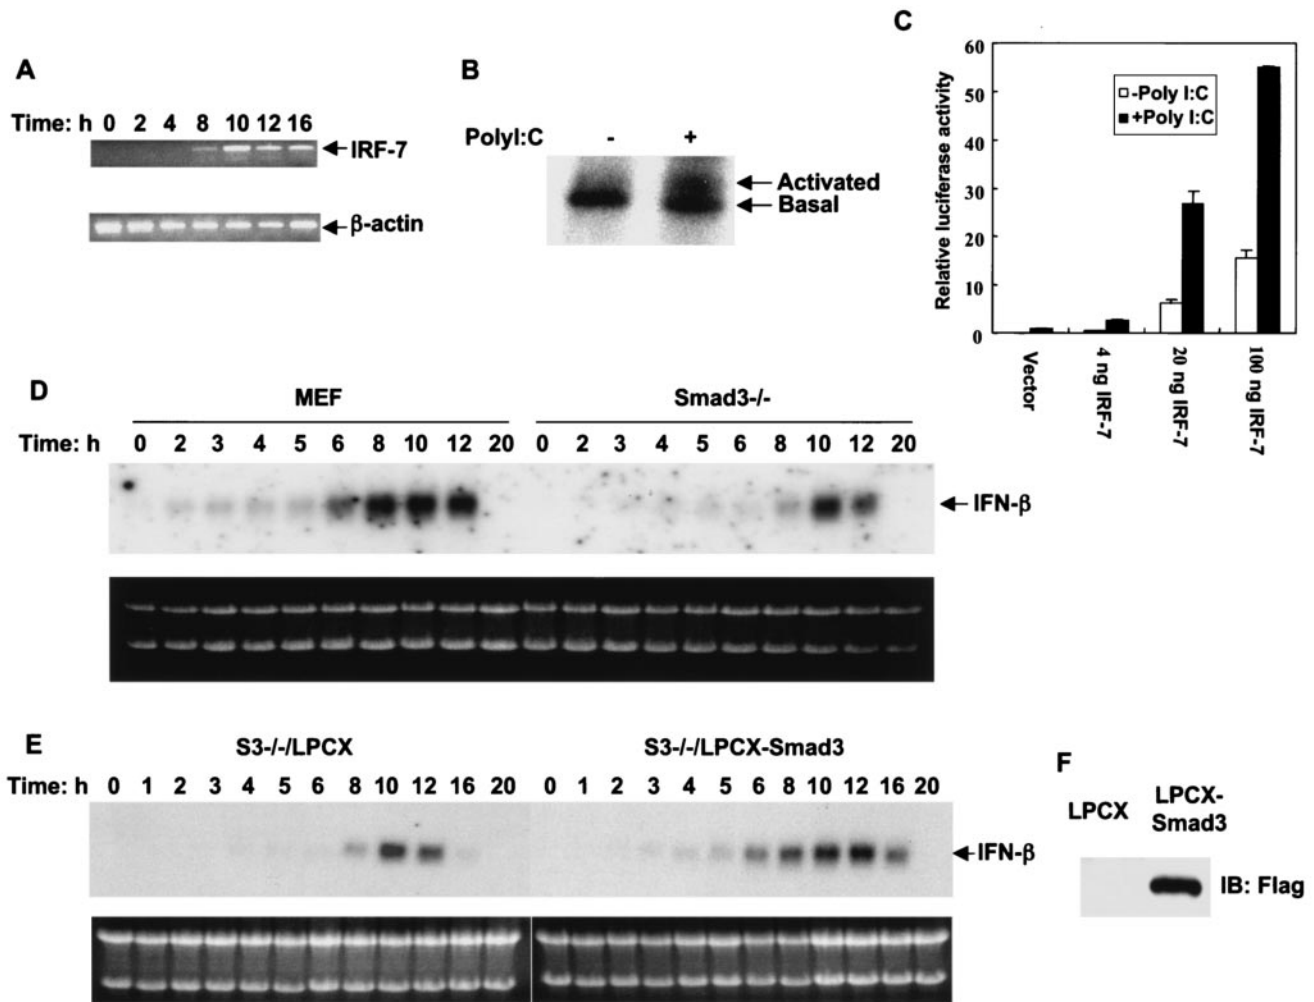 A
Time: h 0 2 4 8 10 12 16
IRF-7
β-actin
B
PolyI:C - +
Activated
Basal
C
Relative luciferase activity
60
50
40
30
20
10
0
-Poly I:C
+Poly I:C
Vector
4 ng IRF-7
20 ng IRF-7
100 ng IRF-7
D
MEF Smad3-/-
Time: h 0 2 3 4 5 6 8 10 12 20 0 2 3 4 5 6 8 10 12 20
IFN-β
E
S3-/-/LPCX S3-/-/LPCX-Smad3
Time: h 0 1 2 3 4 5 6 8 10 12 16 20 0 1 2 3 4 5 6 8 10 12 16 20
IFN-β
F
LPCX LPCX-
Smad3
IB: Flag